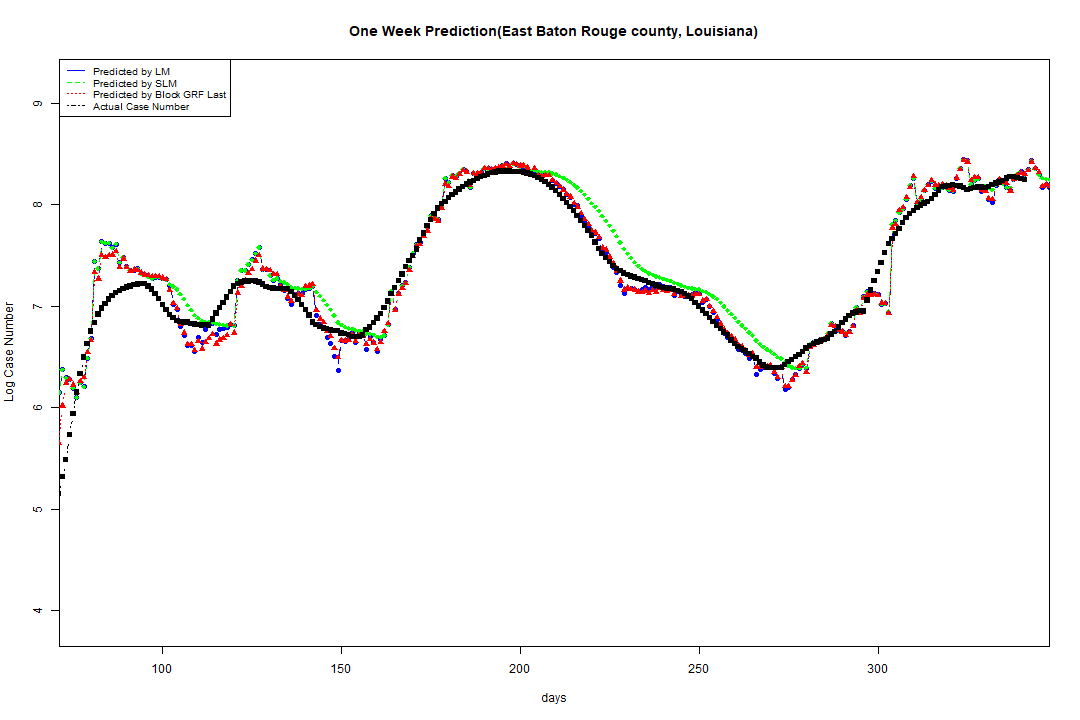 One Week Prediction(East Baton Rouge county, Louisiana)
Predicted by LM
Predicted by SLM
Predicted by Block GRF Last
Actual Case Number
Log Case Number
9
8
7
6
5
4
100 150 200 250 300
days